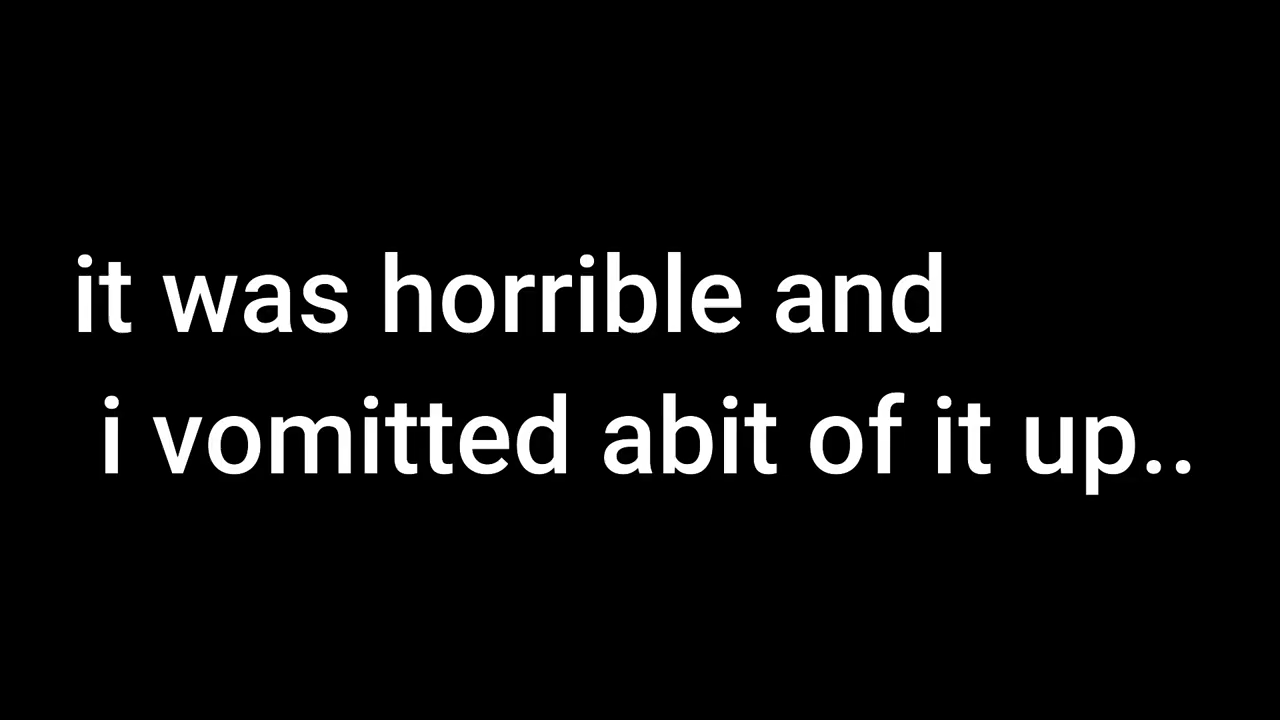 it was horrible and
i vomitted abit of it up..